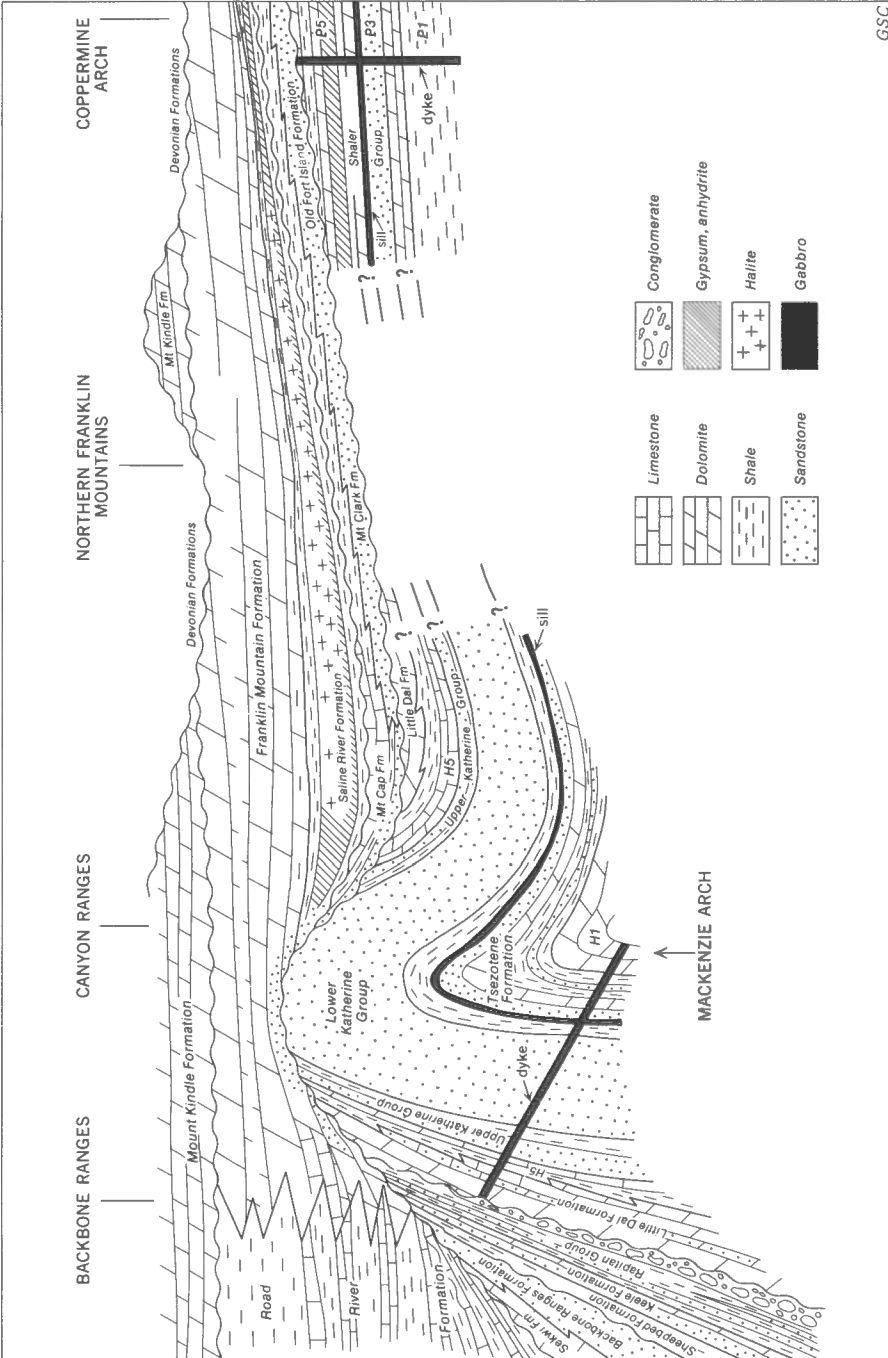 BACKBONE RANGES
CANYON RANGES
NORTHERN FRANKLIN
MOUNTAINS
COPPERMINE
ARCH
Devonian Formations
Devonian Formations
Mount Kindle Formation
Mt Kindle Fm
Franklin Mountain Formation
Road
River
Formation
Saline River Formation
Old Fort Island Formation
Mt Cap Fm
Mt Clark Fm
Little Dal Fm
H5
Upper Katherine Group
Lower
Katherine
Group
Tsezotene
Formation
H1
sill
dyke
Upper Katherine Group
H5
Little Dal Formation
Rapitan Group
Keele Formation
Sheepbed Formation
Backbone Ranges Formation
Sekwi Fm
?
?
?
?
?
P5
Shaler
P3
Group
P1
sill
dyke
MACKENZIE ARCH
Limestone
Dolomite
Shale
Sandstone
Conglomerate
Gypsum, anhydrite
Halite
Gabbro
GSC